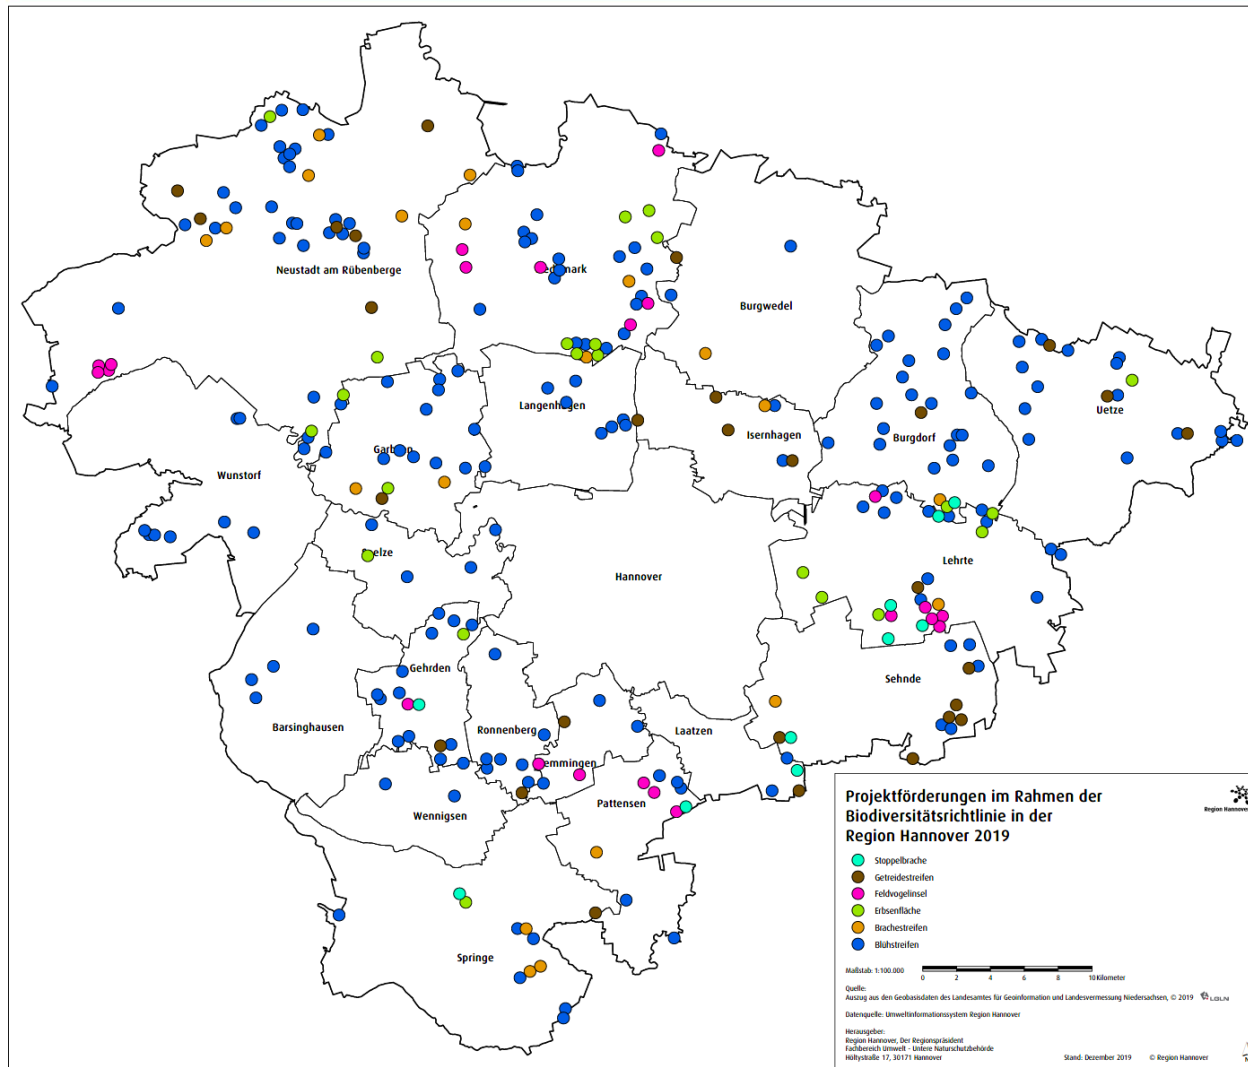 Neustadt am Rübenberge
Burgwedel
Langenhagen
Uetze
Isernhagen
Burgdorf
Wunstorf
Lehrte
Hannover
Gehrden
Sehnde
Barsinghausen
Ronnenberg
Laatzen
Pattensen
Wennigsen
Springe
Projektförderungen im Rahmen der
Biodiversitätsrichtlinie in der
Region Hannover 2019
Region Hannover
Stoppelbrache
Getreidestreifen
Feldvogelinsel
Erbsenfläche
Brachestreifen
Blühstreifen
Maßstab: 1:100.000
0 2 4 6 8 10 Kilometer
Quelle:
Auszug aus den Geobasisdaten des Landesamtes für Geoinformation und Landesvermessung Niedersachsen, © 2019 LGLN
Datenquelle: Umweltinformationssystem Region Hannover
Herausgeber:
Region Hannover, Der Regionspräsident
Fachbereich Umwelt - Untere Naturschutzbehörde
Höltystraße 17, 30171 Hannover
Stand: Dezember 2019 © Region Hannover